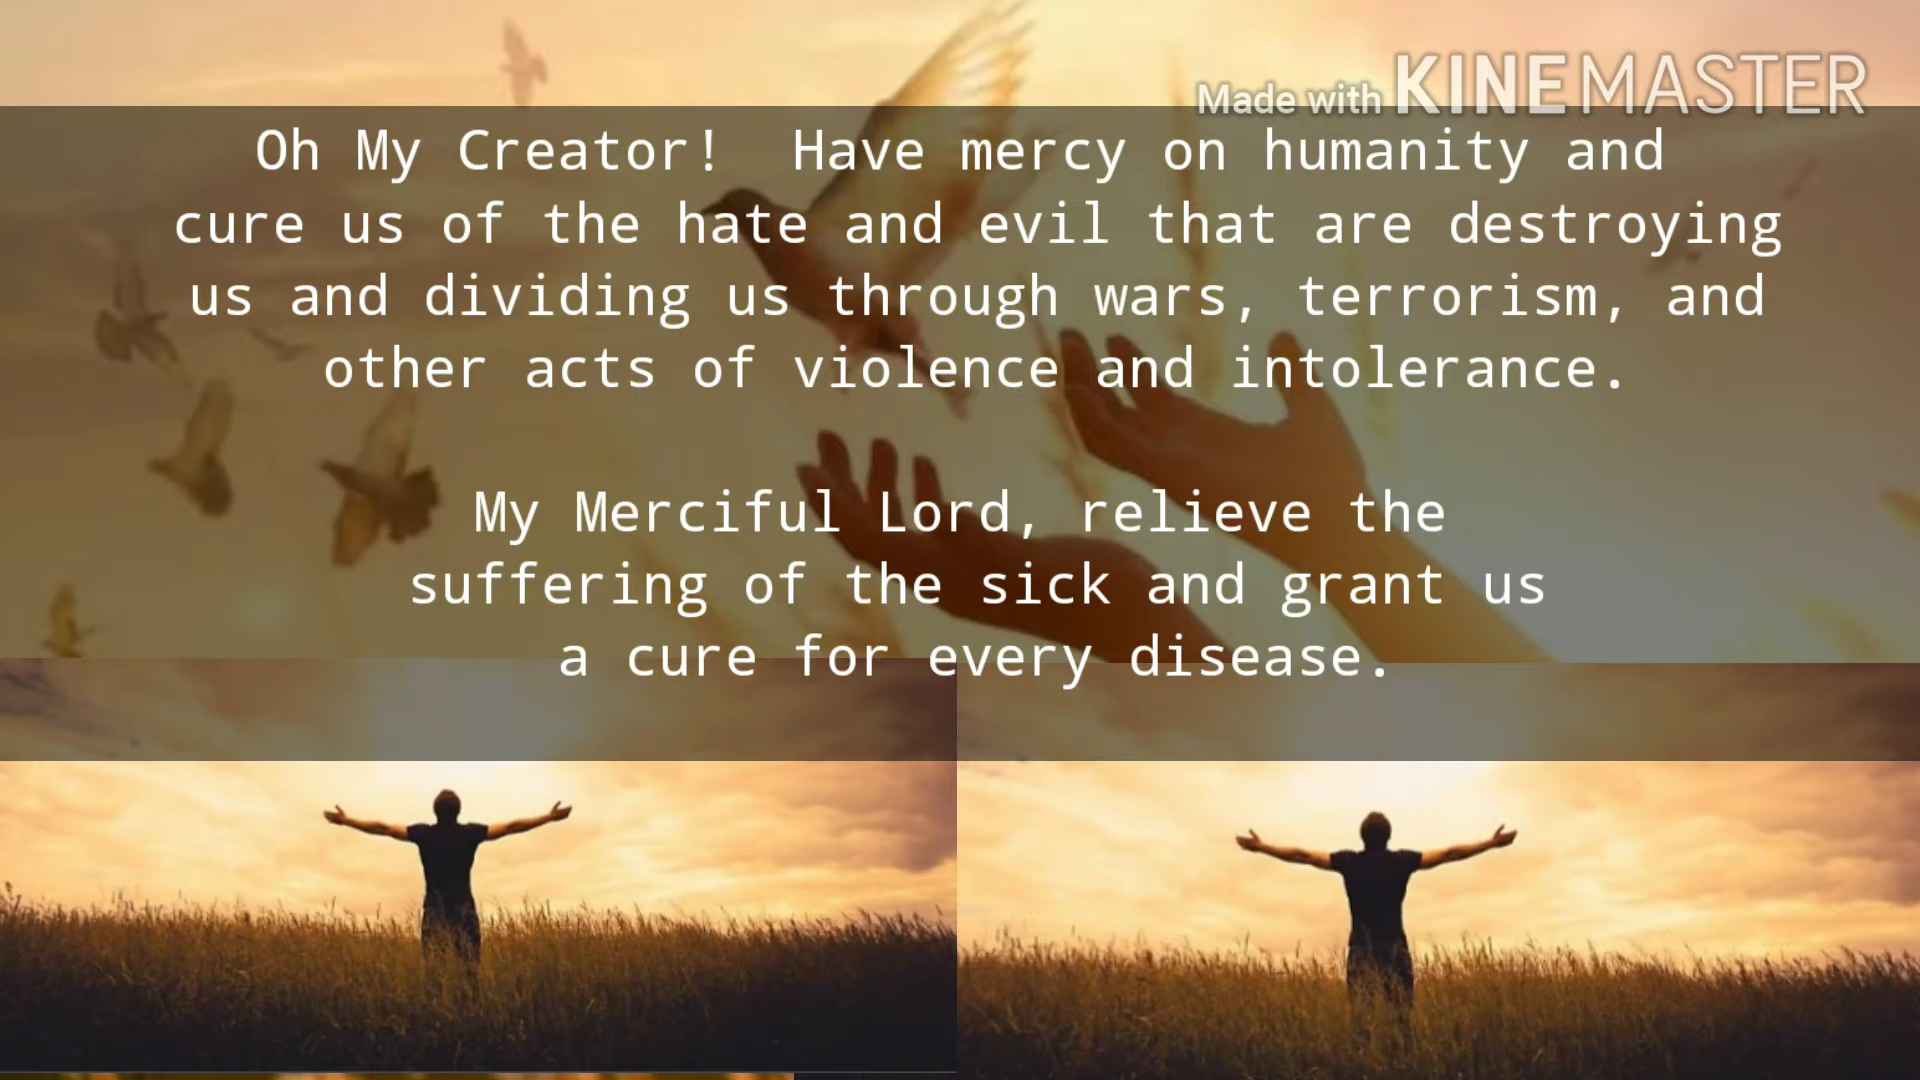 Made with KINEMASTER
Oh My Creator!  Have mercy on humanity and
cure us of the hate and evil that are destroying
us and dividing us through wars, terrorism, and
other acts of violence and intolerance.
My Merciful Lord, relieve the
suffering of the sick and grant us
a cure for every disease.